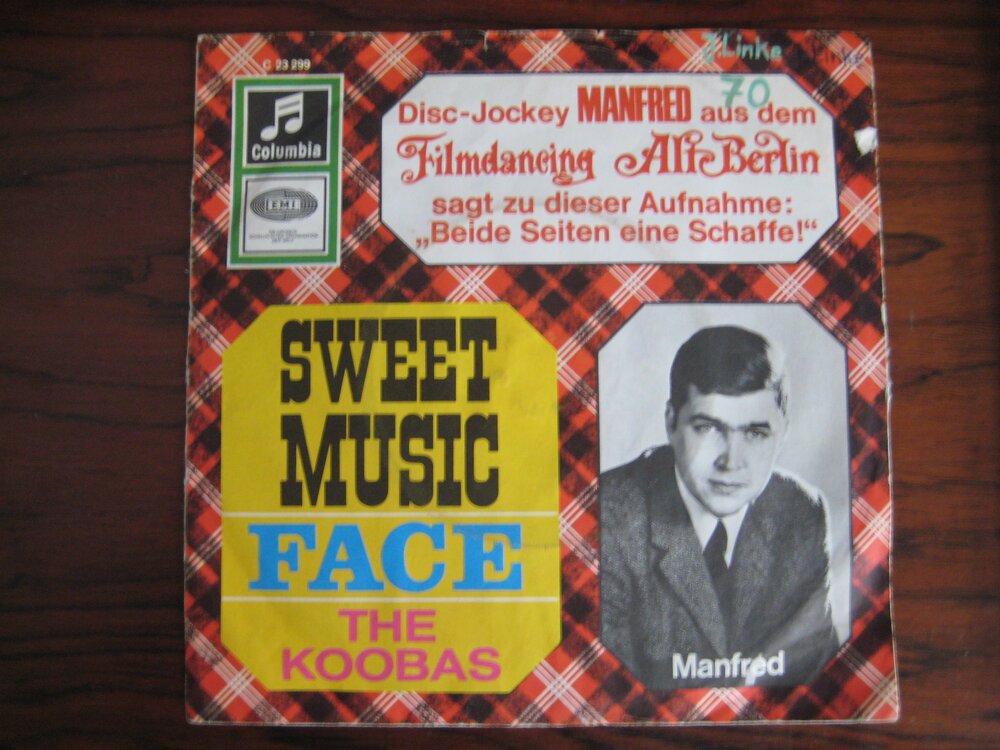 J. Linke
C 23 299
70
Columbia
EMI
Disc-Jockey MANFRED aus dem
Filmdancing Alt Berlin
sagt zu dieser Aufnahme:
„Beide Seiten eine Schaffe!“
SWEET
MUSIC
FACE
THE
KOOBAS
Manfred